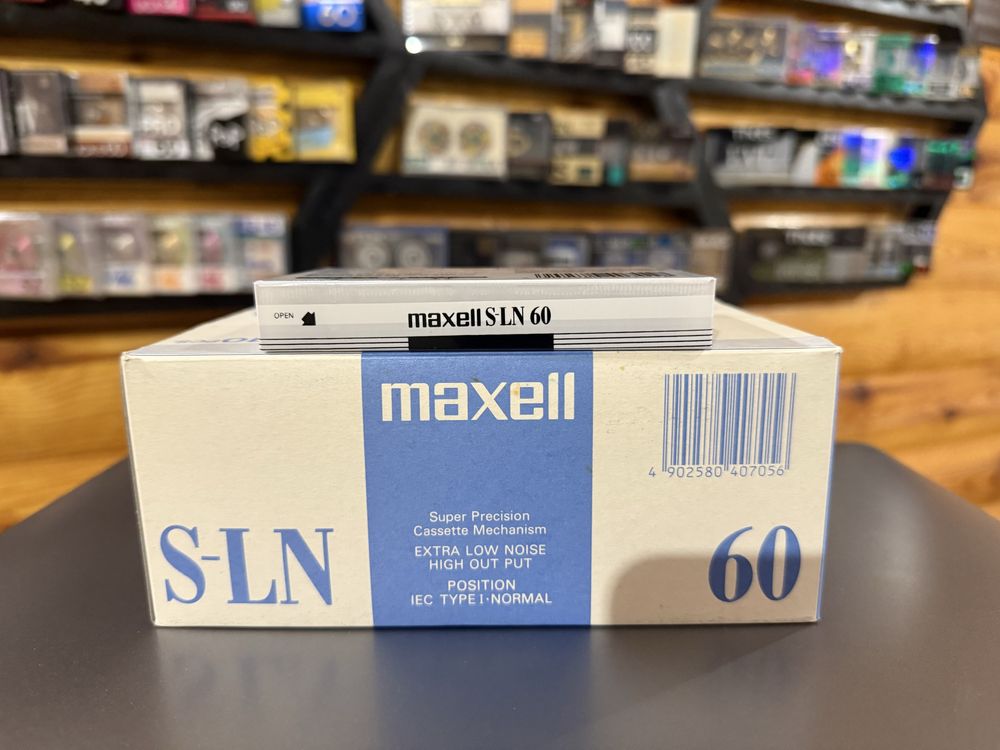 OPEN
maxell S-LN 60
maxell
4 902580 407056
Super Precision
Cassette Mechanism
EXTRA LOW NOISE
HIGH OUT PUT
POSITION
IEC TYPE I·NORMAL
S-LN
60